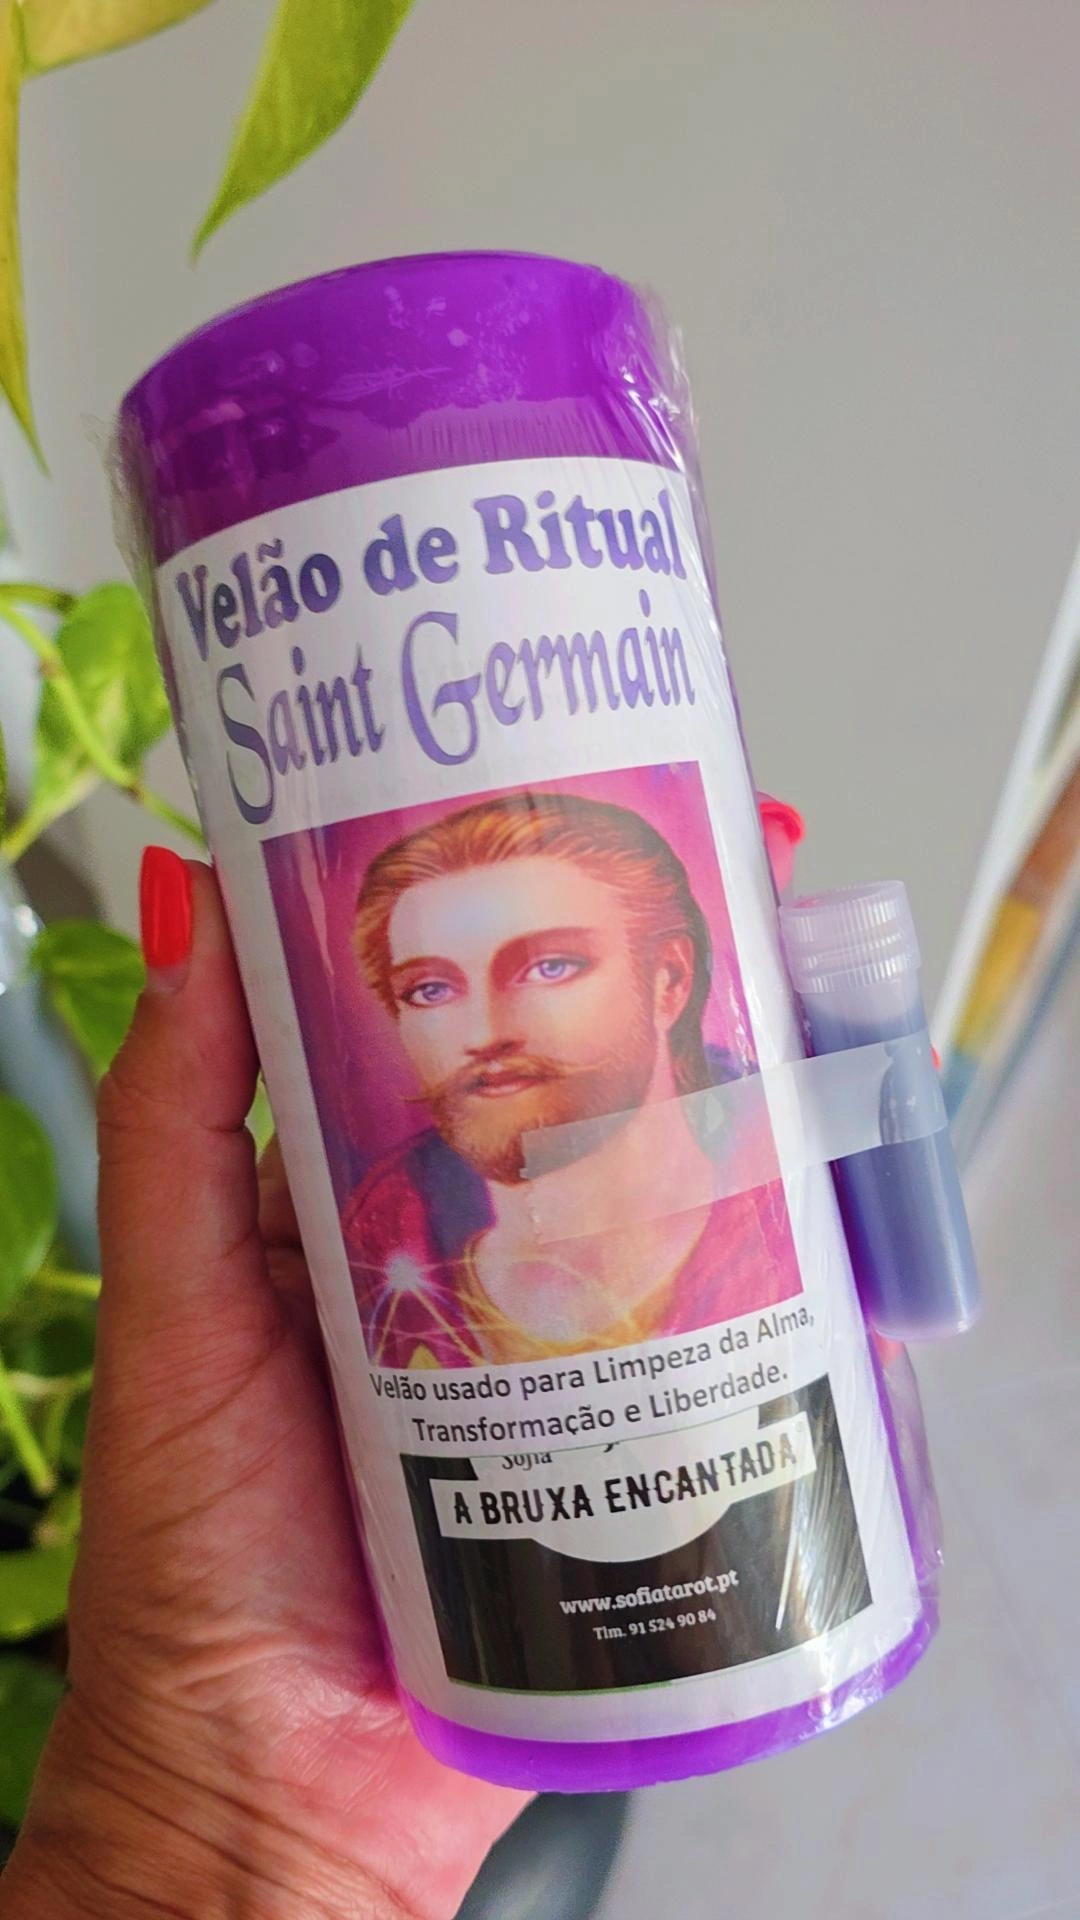 Velão de Ritual
Saint Germain
Velão usado para Limpeza da Alma,
Transformação e Liberdade.
Sofia
A BRUXA ENCANTADA
www.sofiatarot.pt
Tlm. 91 524 90 84